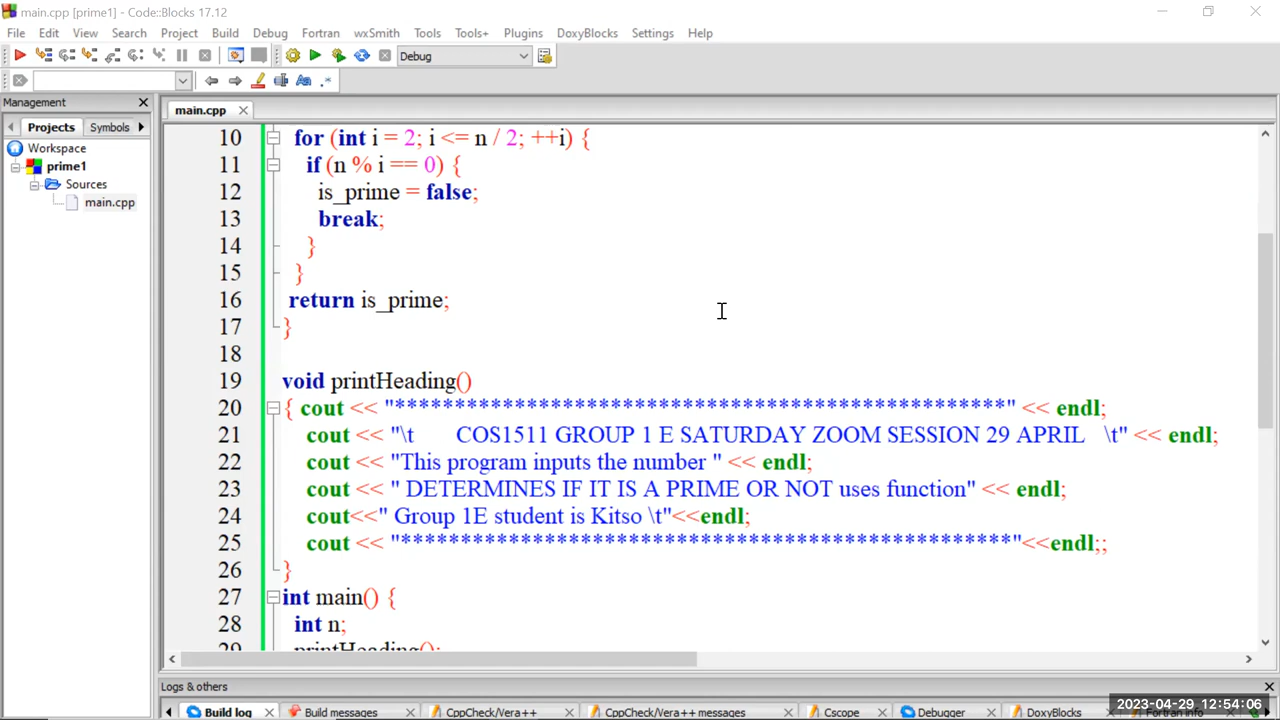 main.cpp [prime1] - Code::Blocks 17.12
File Edit View Search Project Build Debug Fortran wxSmith Tools Tools+ Plugins DoxyBlocks Settings Help
Debug
Management
main.cpp
Projects Symbols
Workspace
prime1
Sources
main.cpp
10 for (int i = 2; i <= n / 2; ++i) {
11 if (n % i == 0) {
12 is_prime = false;
13 break;
14 }
15 }
16 return is_prime;
17 }
18
19 void printHeading()
20 { cout << "***************************************************" << endl;
21 cout << "\t COS1511 GROUP 1 E SATURDAY ZOOM SESSION 29 APRIL \t" << endl;
22 cout << "This program inputs the number " << endl;
23 cout << " DETERMINES IF IT IS A PRIME OR NOT uses function" << endl;
24 cout<<" Group 1E student is Kitso \t"<<endl;
25 cout << "***************************************************"<<endl;;
26 }
27 int main() {
28 int n;
29 printHeading();
Logs & others
Build log Build messages CppCheck/Vera++ CppCheck/Vera++ messages Cscope Debugger DoxyBlocks Fortran info
2023-04-29 12:54:06